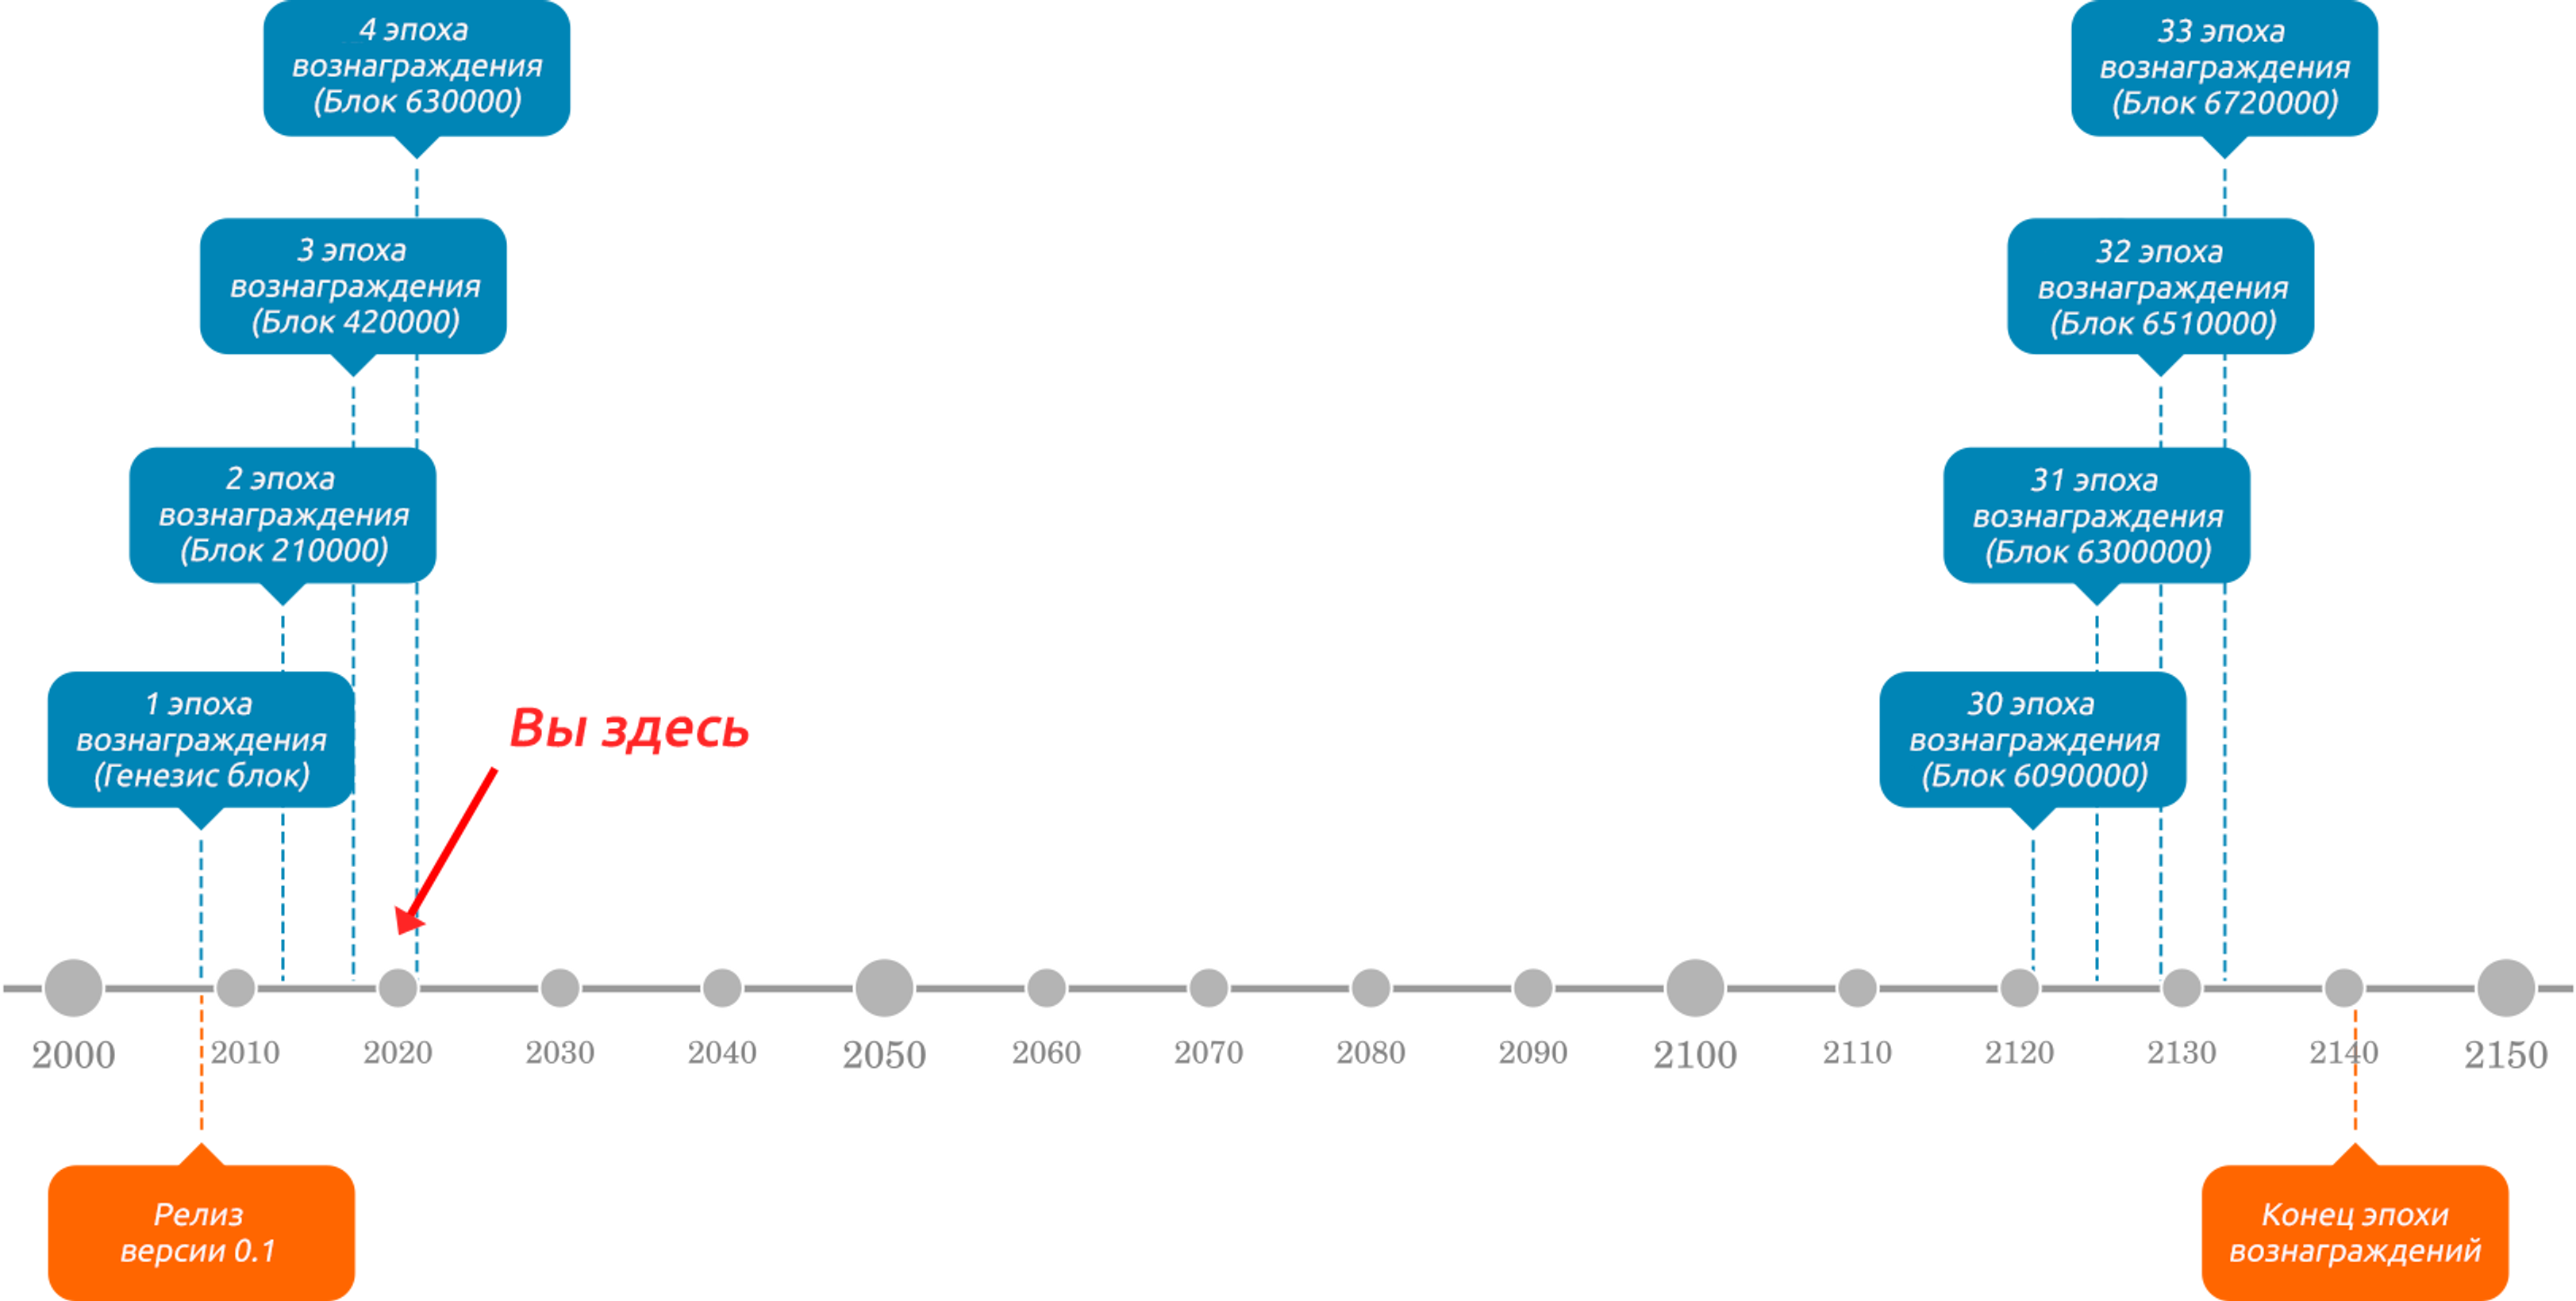 4 эпоха
вознаграждения
(Блок 630000)
3 эпоха
вознаграждения
(Блок 420000)
2 эпоха
вознаграждения
(Блок 210000)
1 эпоха
вознаграждения
(Генезис блок)
Вы здесь
33 эпоха
вознаграждения
(Блок 6720000)
32 эпоха
вознаграждения
(Блок 6510000)
31 эпоха
вознаграждения
(Блок 6300000)
30 эпоха
вознаграждения
(Блок 6090000)
2000 2010 2020 2030 2040 2050 2060 2070 2080 2090 2100 2110 2120 2130 2140 2150
Релиз
версии 0.1
Конец эпохи
вознаграждений